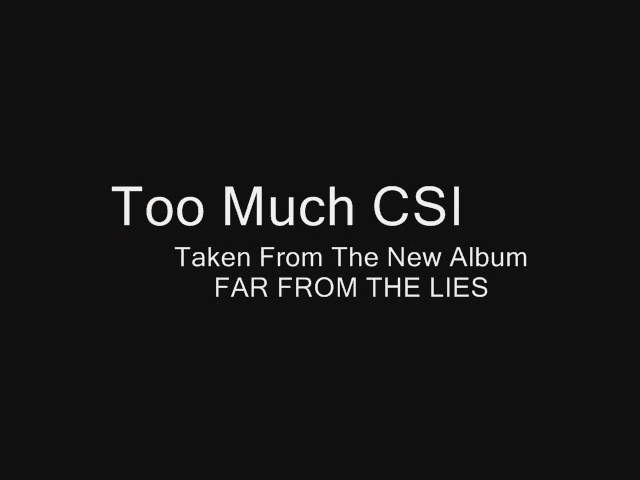 Too Much CSI
Taken From The New Album
FAR FROM THE LIES